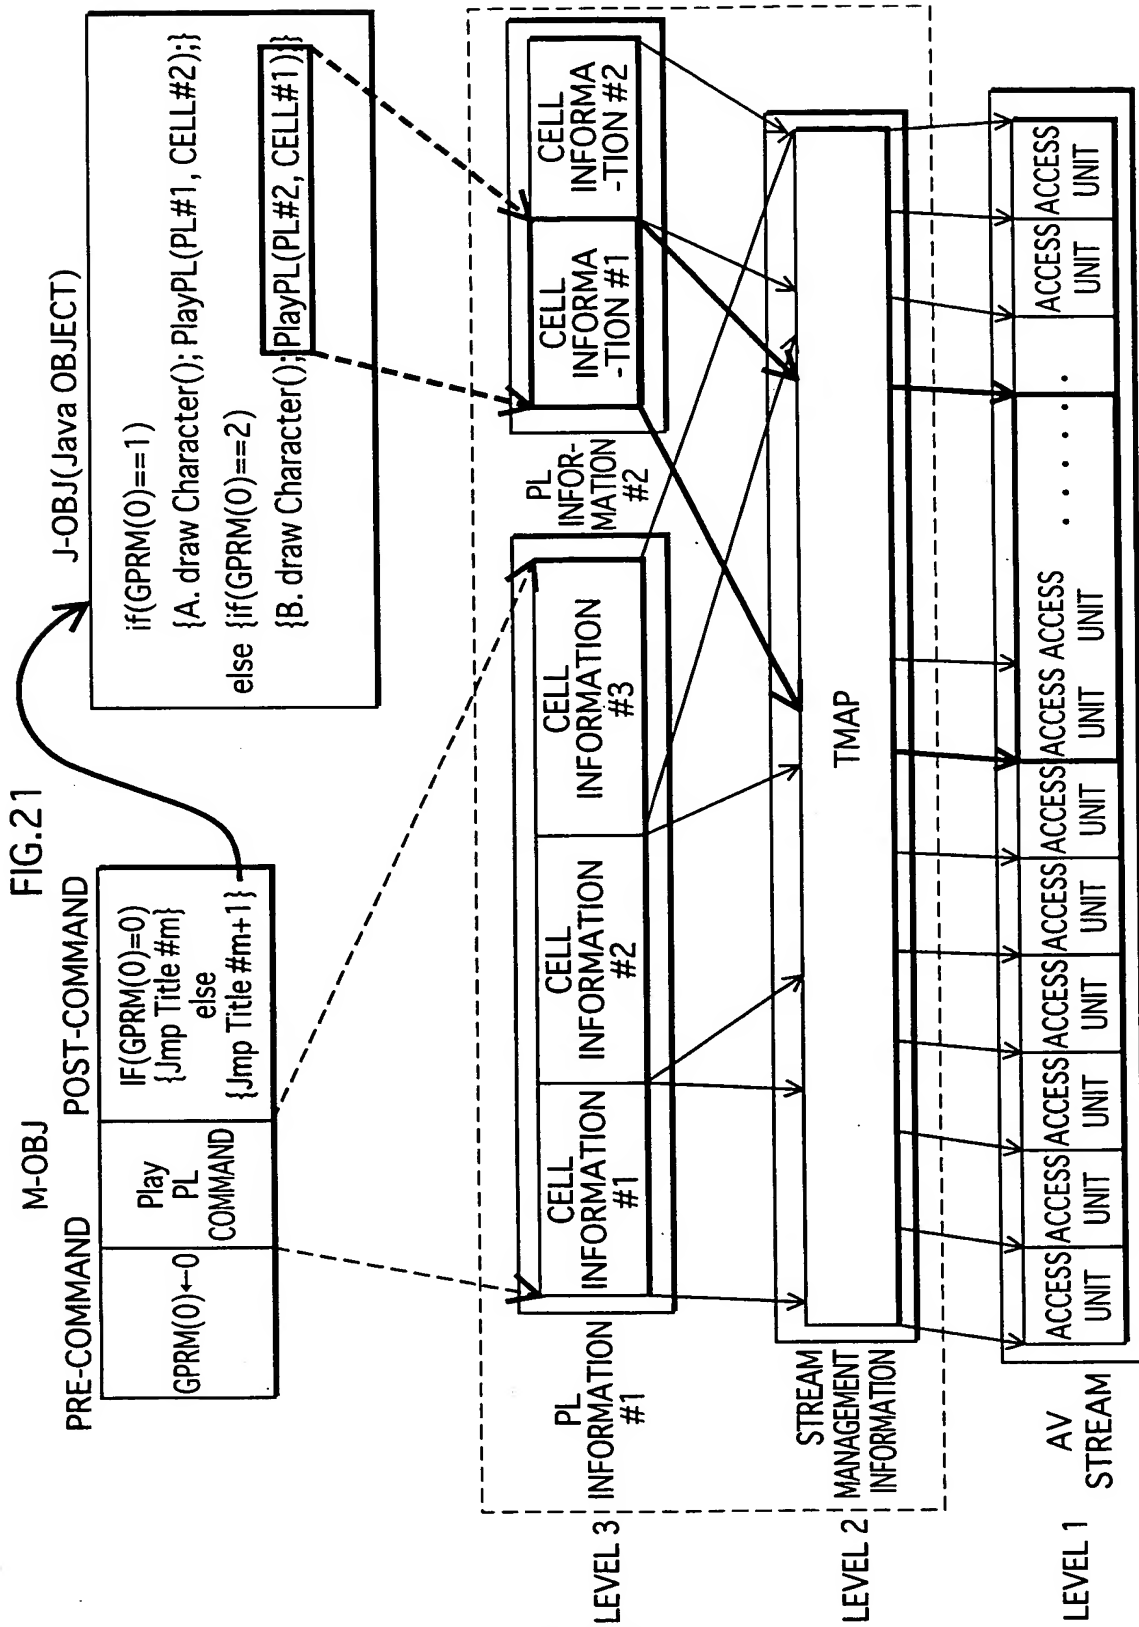 FIG.21
M-OBJ
PRE-COMMAND
POST-COMMAND
GPRM(0)←0
Play
PL
COMMAND
IF(GPRM(0)=0)
{Jmp Title #m}
else
{Jmp Title #m+1}
J-OBJ(Java OBJECT)
if(GPRM(0)==1)
{A. draw Character(); PlayPL(PL#1, CELL#2);}
else {if(GPRM(0)==2)
{B. draw Character(); PlayPL(PL#2, CELL#1)}}
LEVEL 3
PL
INFORMATION
#1
CELL
INFORMATION
#1
CELL
INFORMATION
#2
CELL
INFORMATION
#3
PL
INFOR-
MATION
#2
CELL
INFORMA
-TION #1
CELL
INFORMA
-TION #2
LEVEL 2
STREAM
MANAGEMENT
INFORMATION
TMAP
LEVEL 1
AV
STREAM
ACCESS
UNIT
ACCESS
UNIT
ACCESS
UNIT
ACCESS
UNIT
ACCESS
UNIT
ACCESS
UNIT
ACCESS
UNIT
ACCESS
UNIT
. . . . . .
ACCESS
UNIT
ACCESS
UNIT